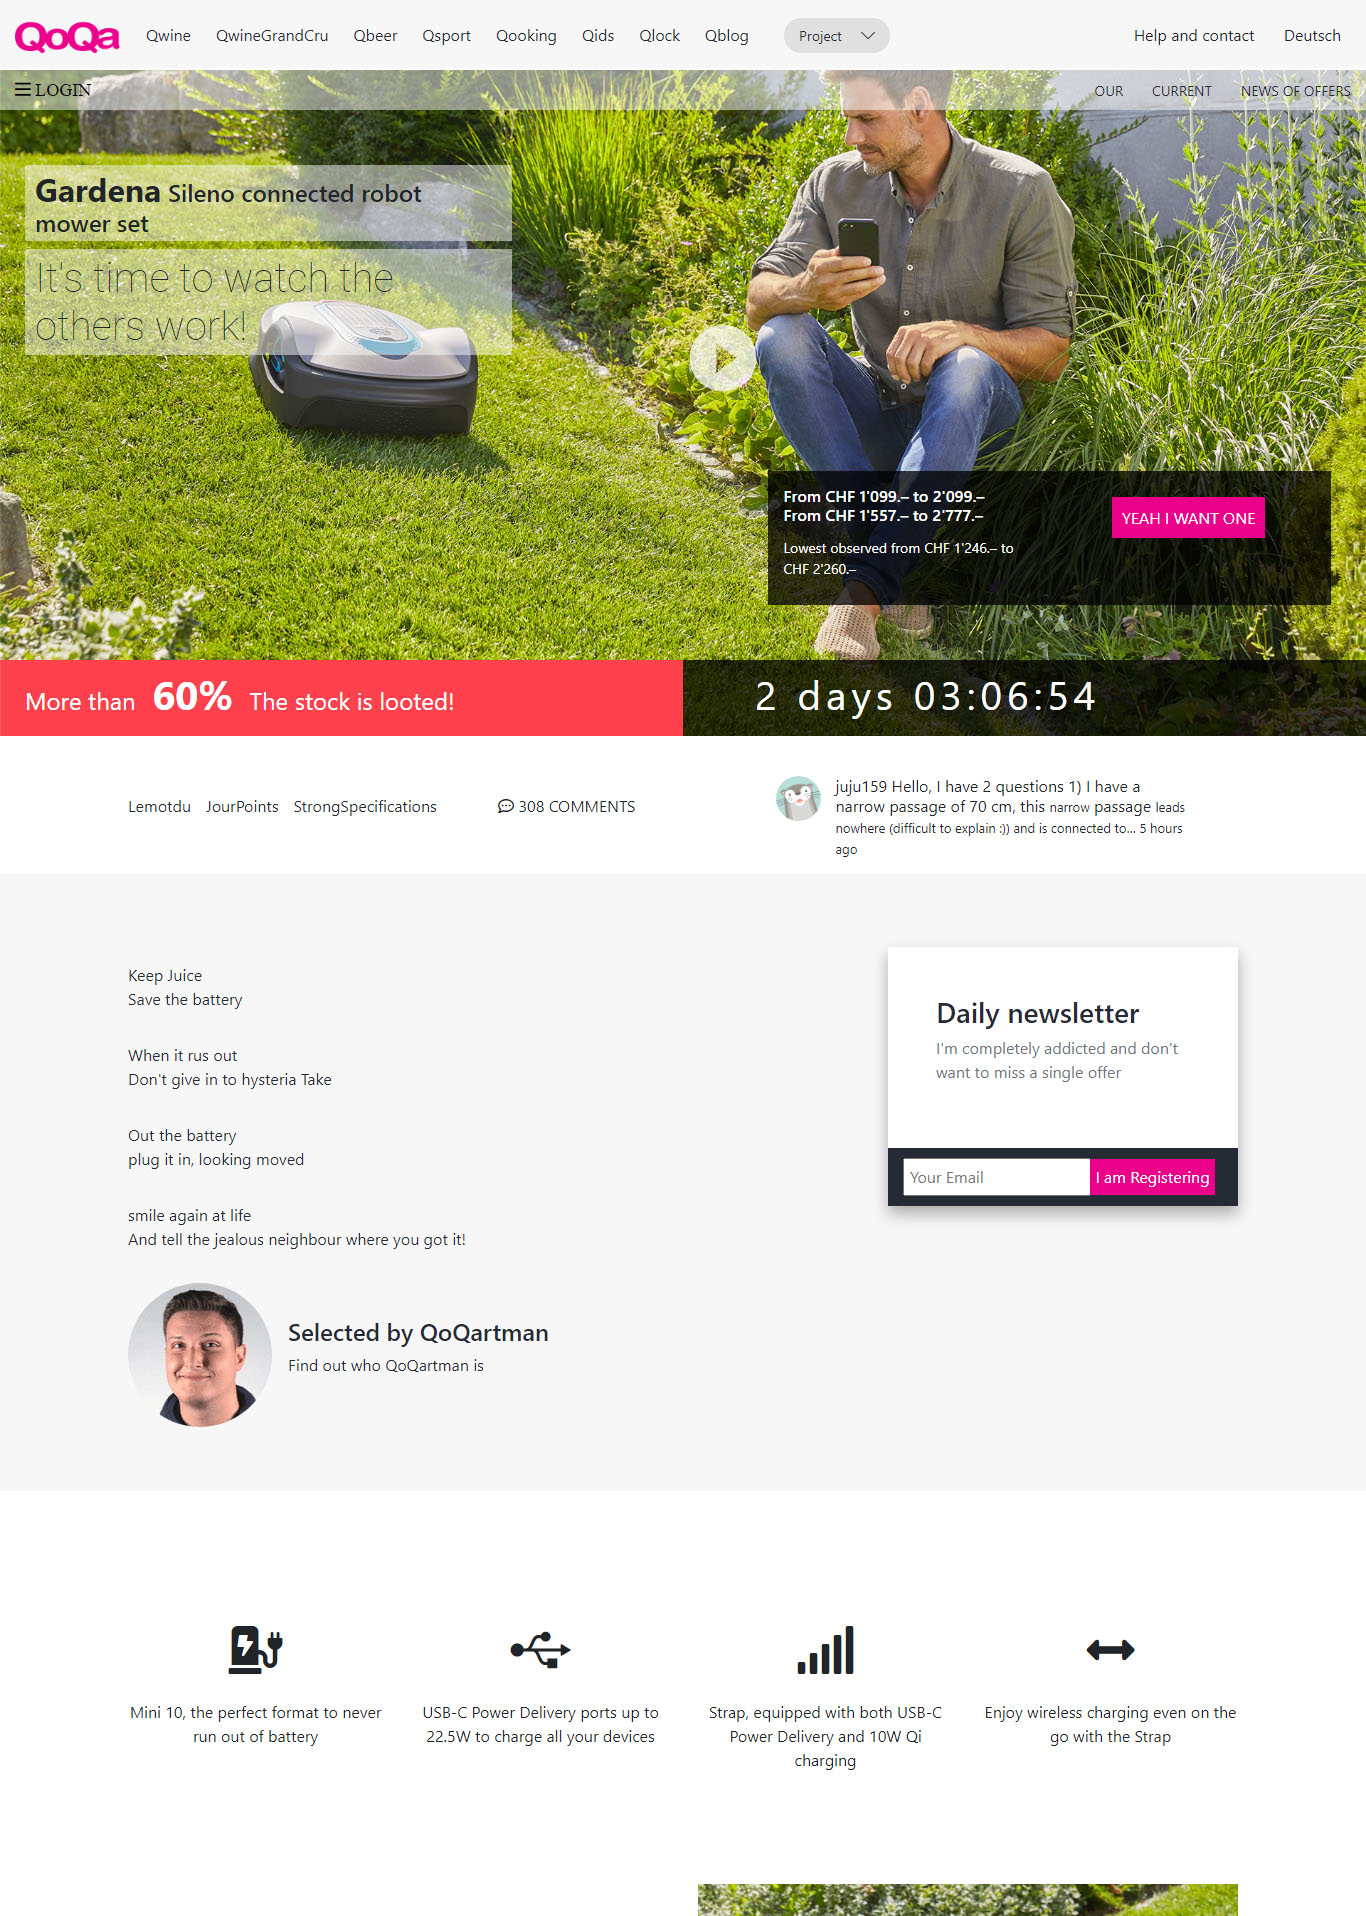 QoQa Qwine QwineGrandCru Qbeer Qsport Qooking Qids Qlock Qblog Project Help and contact Deutsch
LOGIN OUR CURRENT NEWS OF OFFERS
Gardena Sileno connected robot
mower set
It's time to watch the
others work!
From CHF 1'099.– to 2'099.–
From CHF 1'557.– to 2'777.–
YEAH I WANT ONE
Lowest observed from CHF 1'246.– to
CHF 2'260.–
More than 60% The stock is looted!
2 days 03:06:54
Lemotdu JourPoints StrongSpecifications
308 COMMENTS
juju159 Hello, I have 2 questions 1) I have a
narrow passage of 70 cm, this narrow passage leads
nowhere (difficult to explain :)) and is connected to... 5 hours
ago
Keep Juice
Save the battery
When it rus out
Don't give in to hysteria Take
Out the battery
plug it in, looking moved
smile again at life
And tell the jealous neighbour where you got it!
Daily newsletter
I'm completely addicted and don't
want to miss a single offer
Your Email
I am Registering
Selected by QoQartman
Find out who QoQartman is
Mini 10, the perfect format to never
run out of battery
USB-C Power Delivery ports up to
22.5W to charge all your devices
Strap, equipped with both USB-C
Power Delivery and 10W Qi
charging
Enjoy wireless charging even on the
go with the Strap